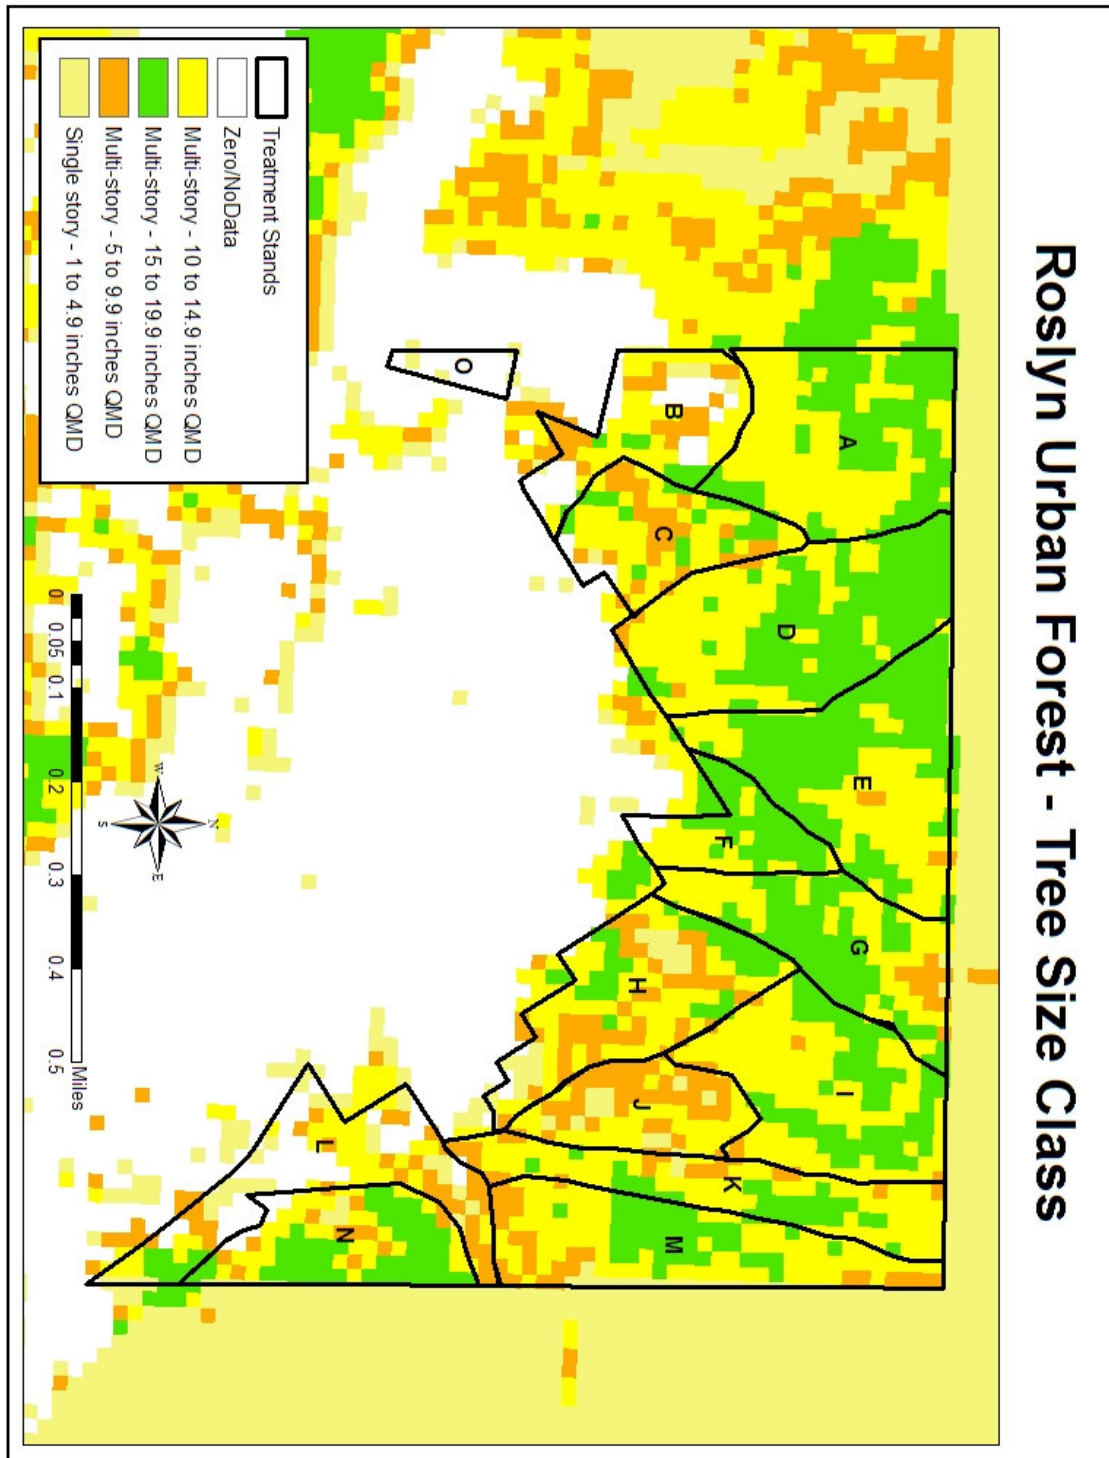 Roslyn Urban Forest - Tree Size Class
A
B
C
D
E
F
G
H
I
J
K
L
M
N
O
Treatment Stands
Zero/NoData
Multi-story - 10 to 14.9 inches QMD
Multi-story - 15 to 19.9 inches QMD
Multi-story - 5 to 9.9 inches QMD
Single story - 1 to 4.9 inches QMD
N
W
E
S
Miles
0 0.05 0.1 0.2 0.3 0.4 0.5